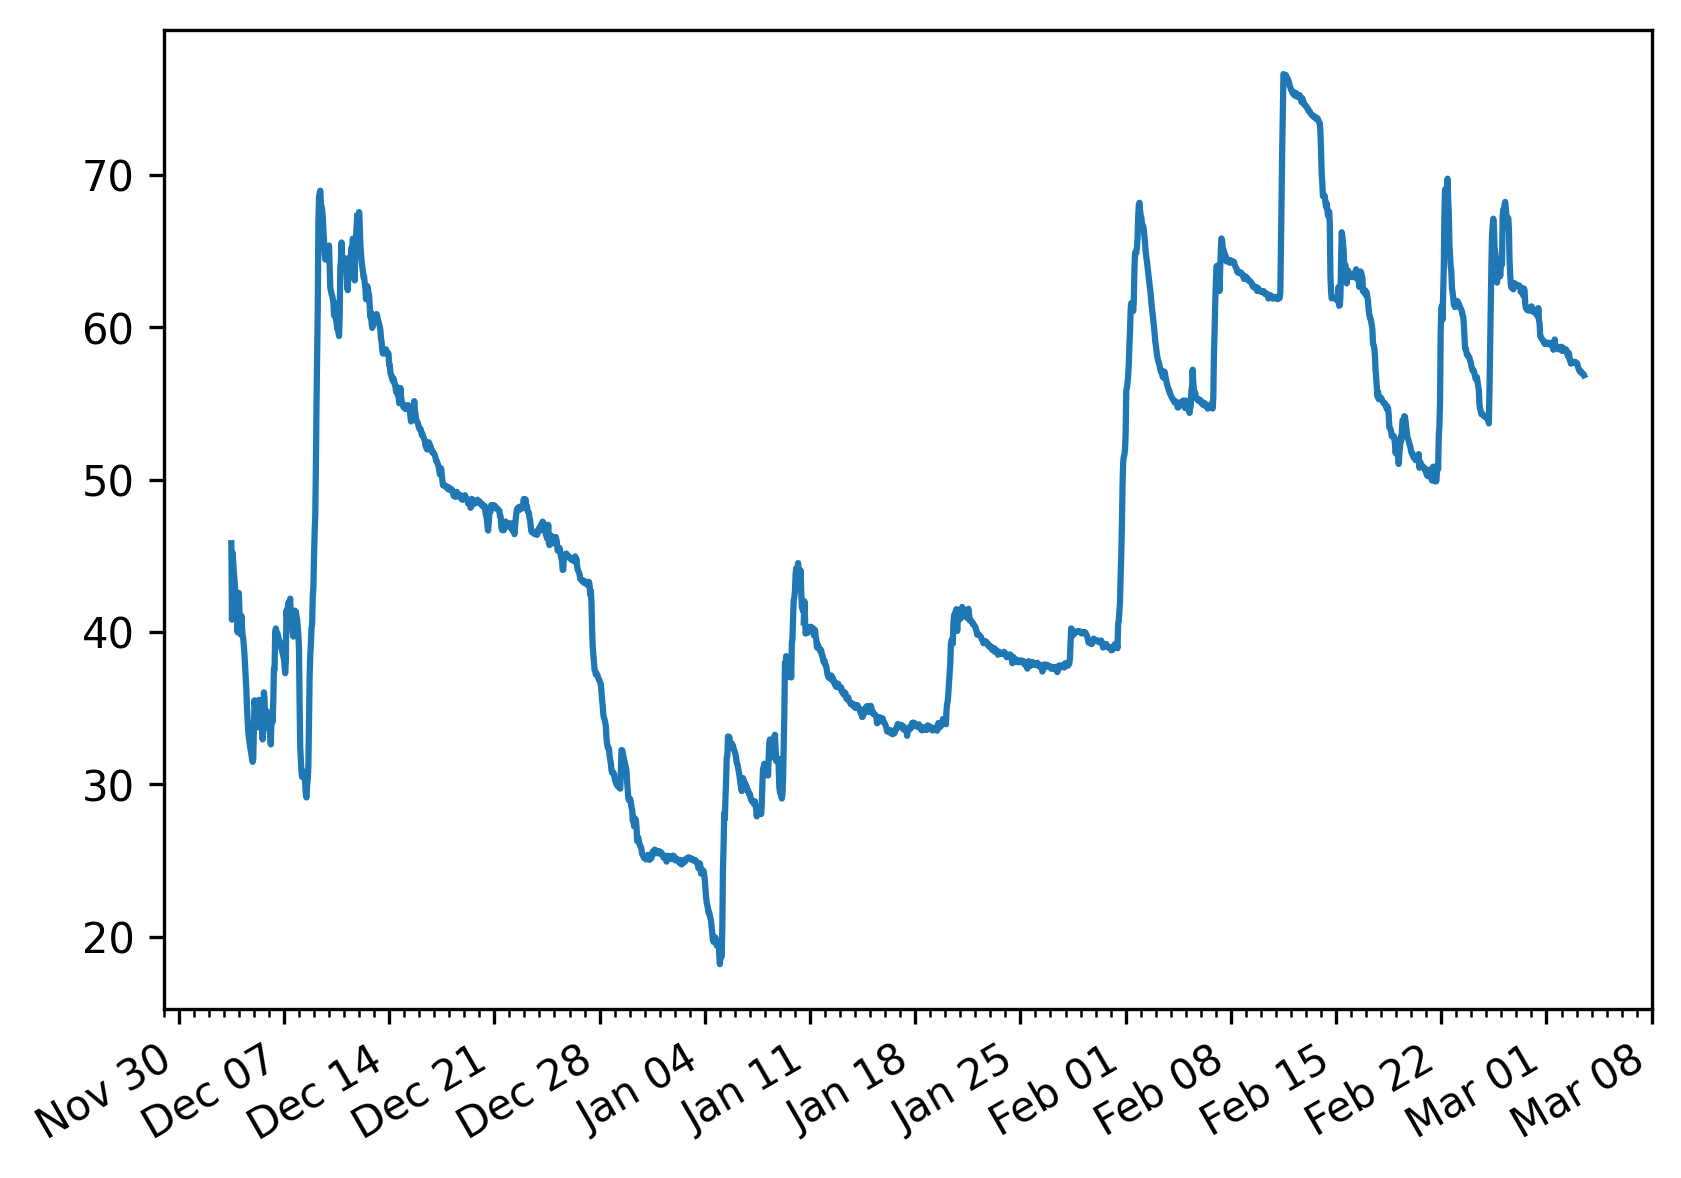 70
60
50
40
30
20
Nov 30
Dec 07
Dec 14
Dec 21
Dec 28
Jan 04
Jan 11
Jan 18
Jan 25
Feb 01
Feb 08
Feb 15
Feb 22
Mar 01
Mar 08